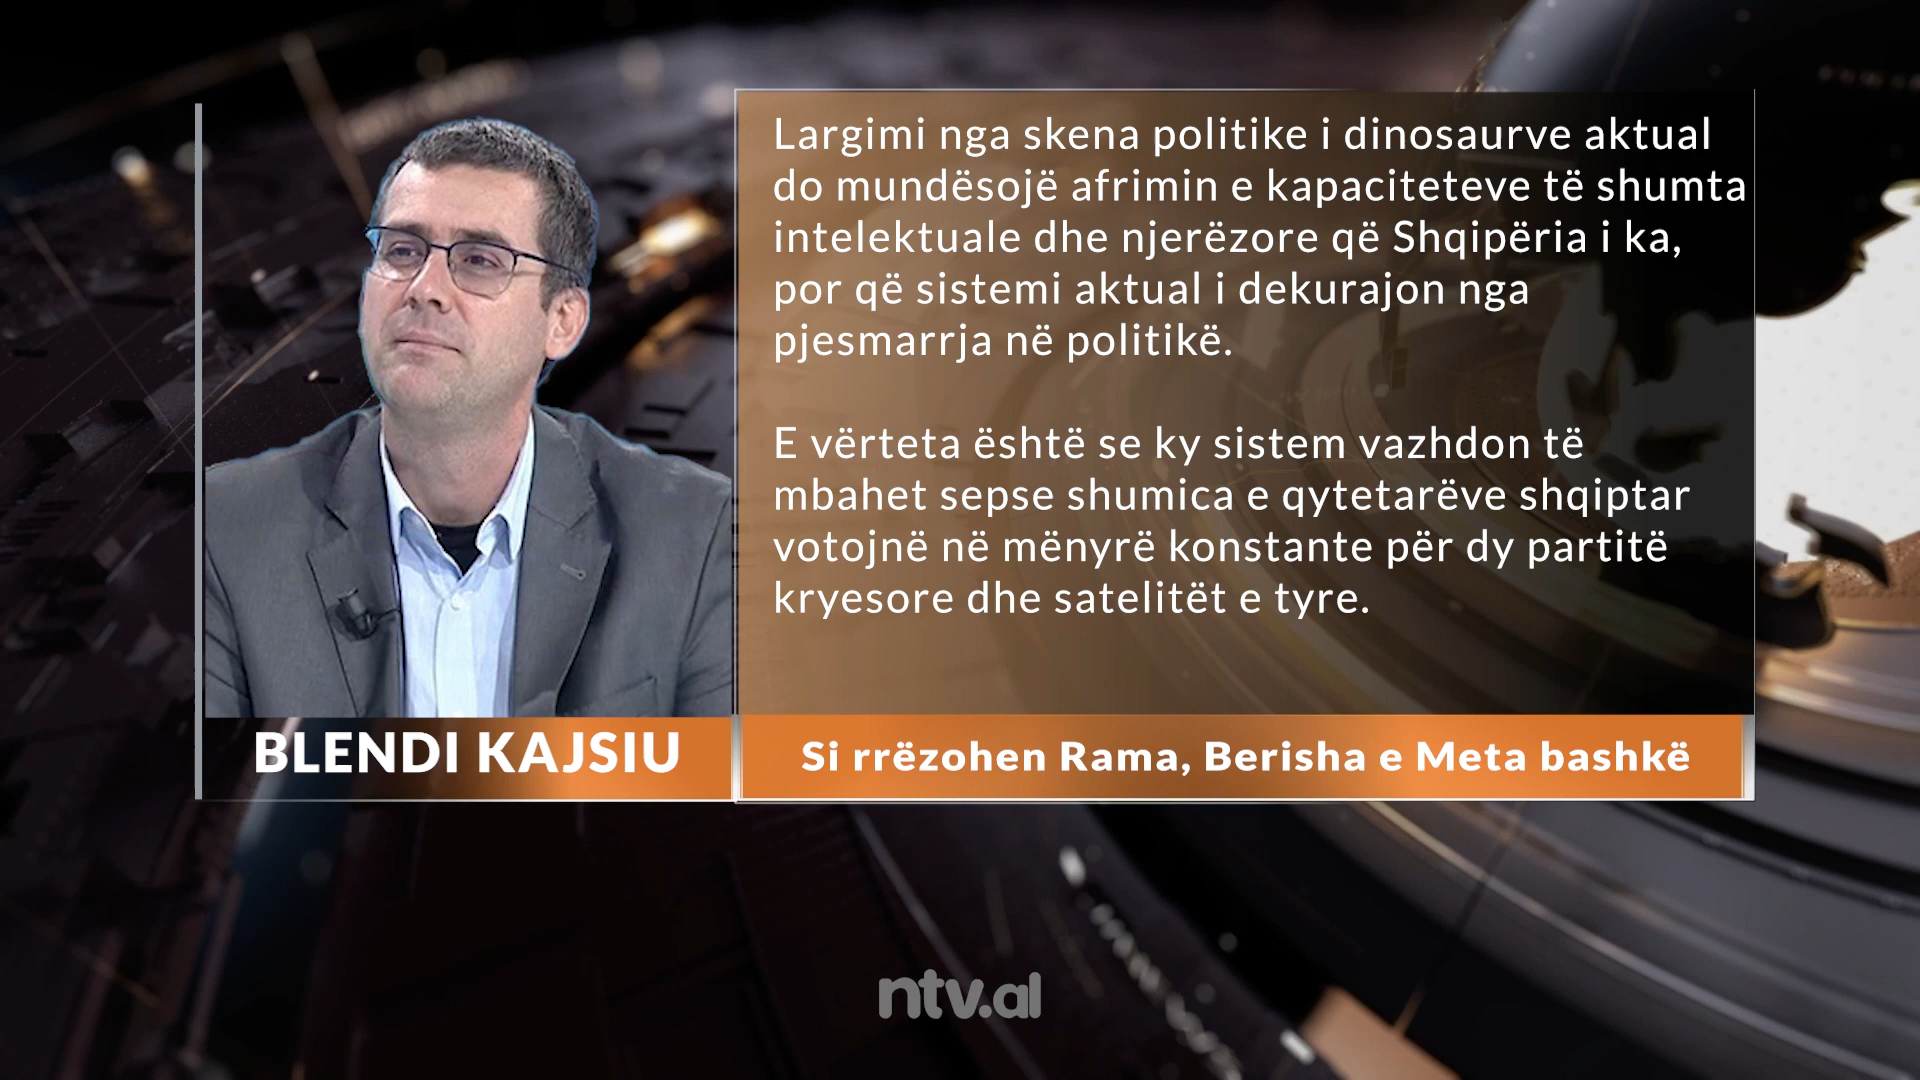 Largimi nga skena politike i dinosaurve aktual
do mundësojë afrimin e kapaciteteve të shumta
intelektuale dhe njerëzore që Shqipëria i ka,
por që sistemi aktual i dekurajon nga
pjesmarrja në politikë.
E vërteta është se ky sistem vazhdon të
mbahet sepse shumica e qytetarëve shqiptar
votojnë në mënyrë konstante për dy partitë
kryesore dhe satelitët e tyre.
BLENDI KAJSIU
Si rrëzohen Rama, Berisha e Meta bashkë
ntv.al